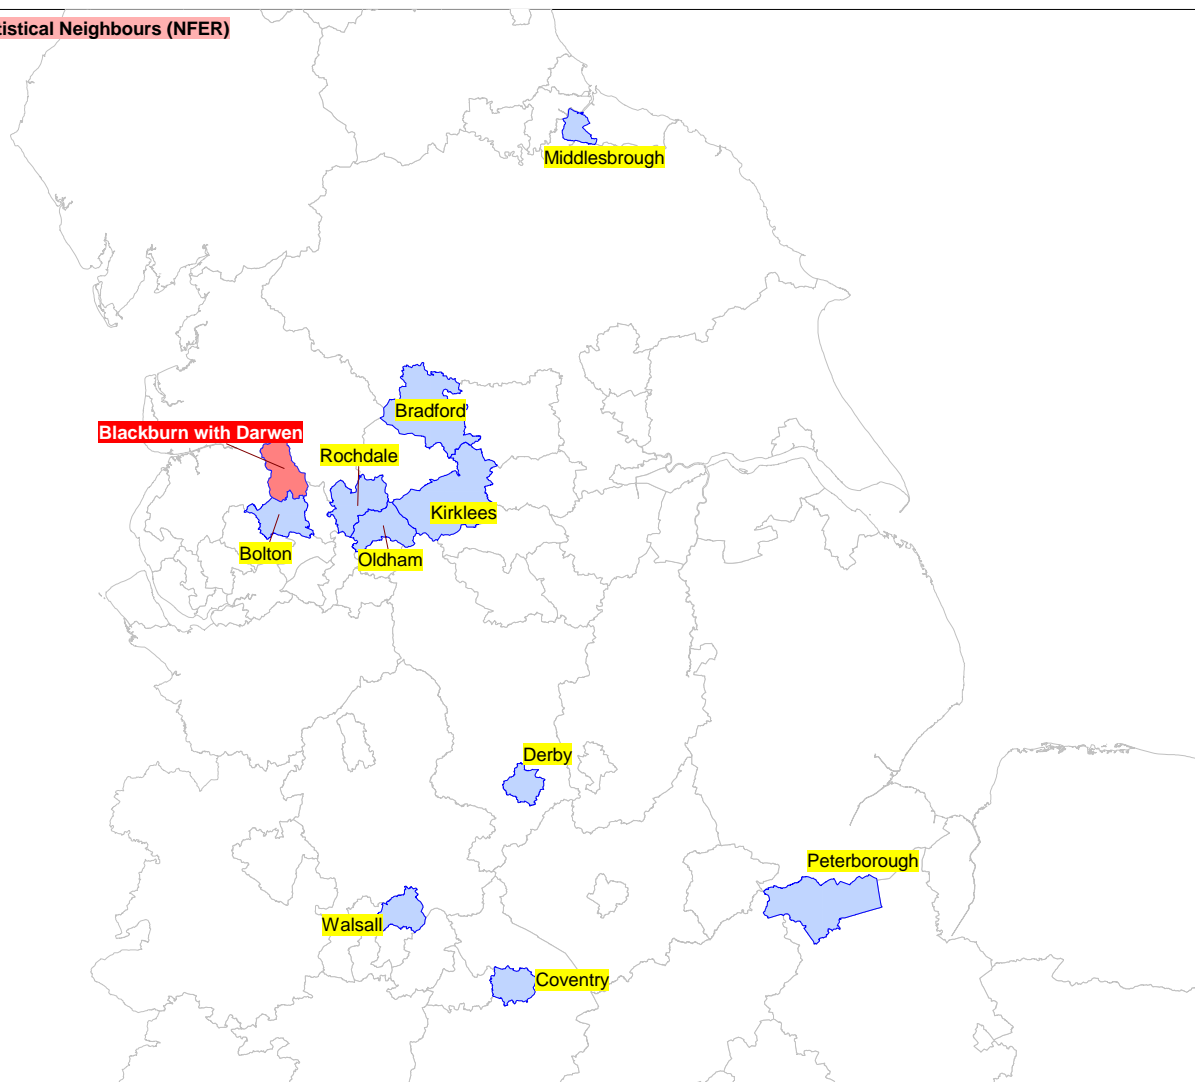 tistical Neighbours (NFER)
Middlesbrough
Bradford
Blackburn with Darwen
Rochdale
Kirklees
Bolton
Oldham
Derby
Peterborough
Walsall
Coventry